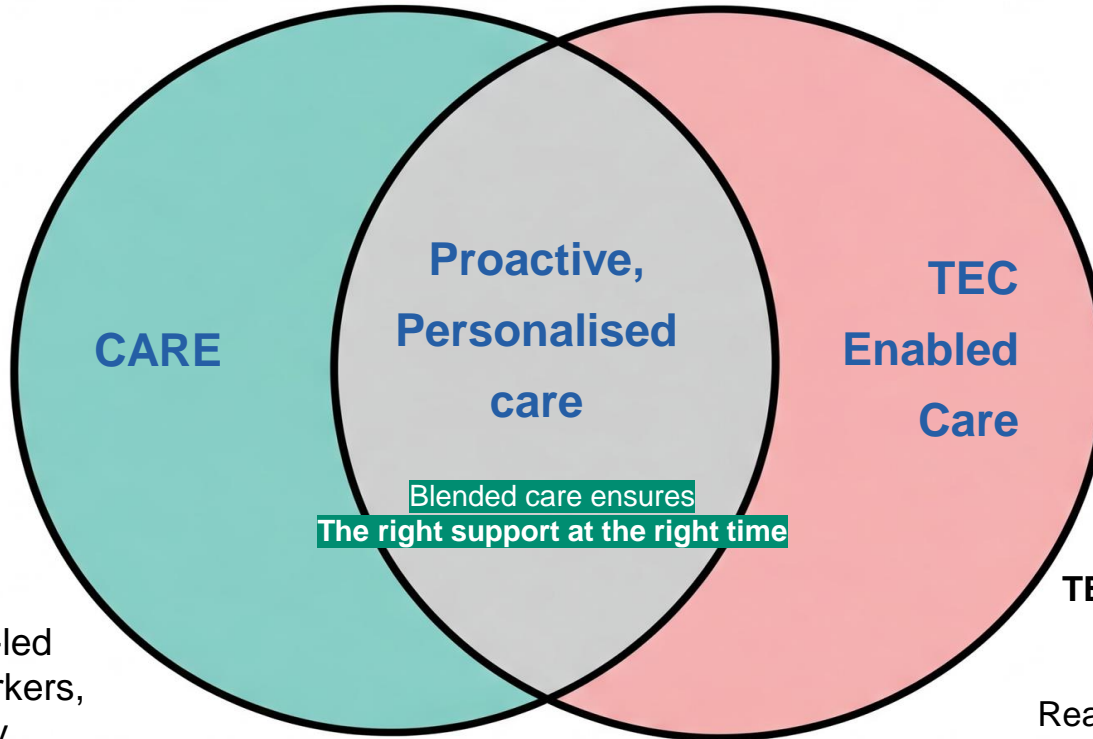 CARE
Proactive,
Personalised
care
TEC
Enabled
Care
Blended care ensures
The right support at the right time